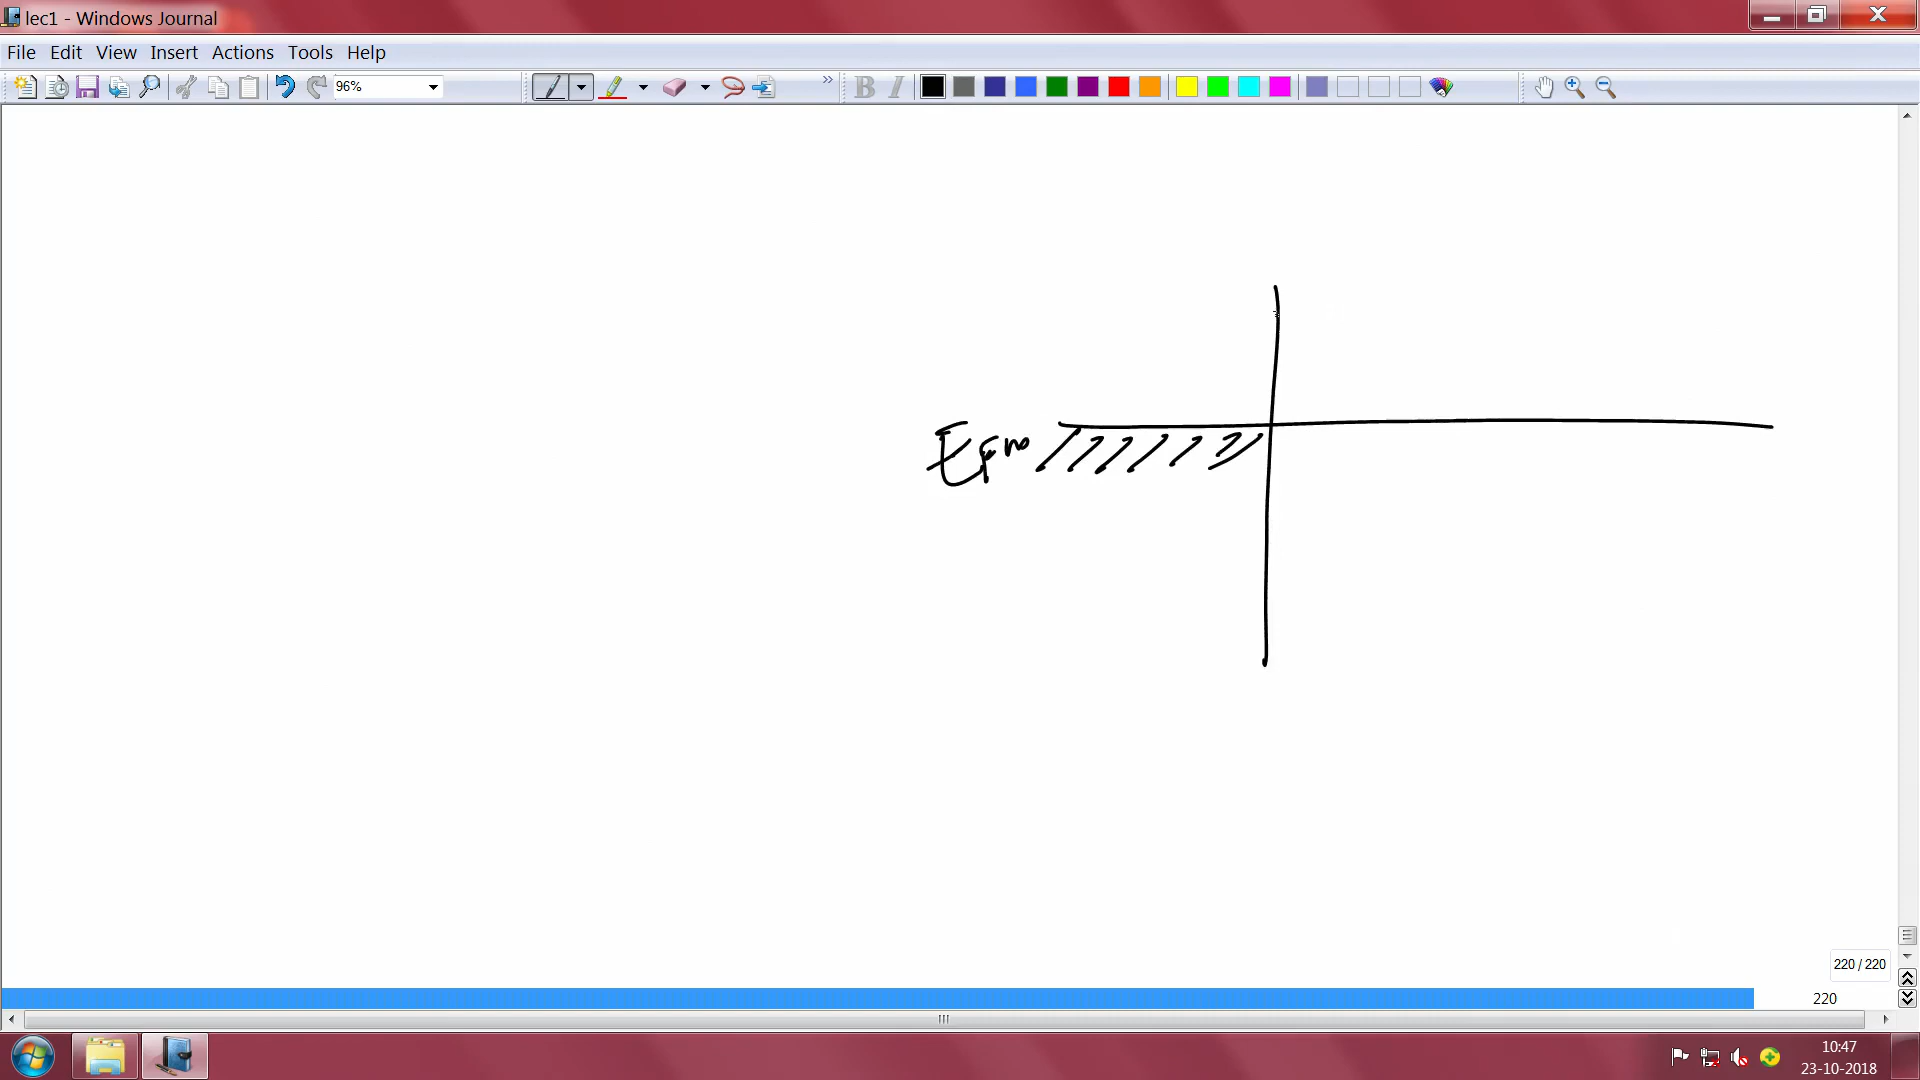 lec1 - Windows Journal
File Edit View Insert Actions Tools Help
96%
B I
E_Fm
220 / 220
220
10:47
23-10-2018